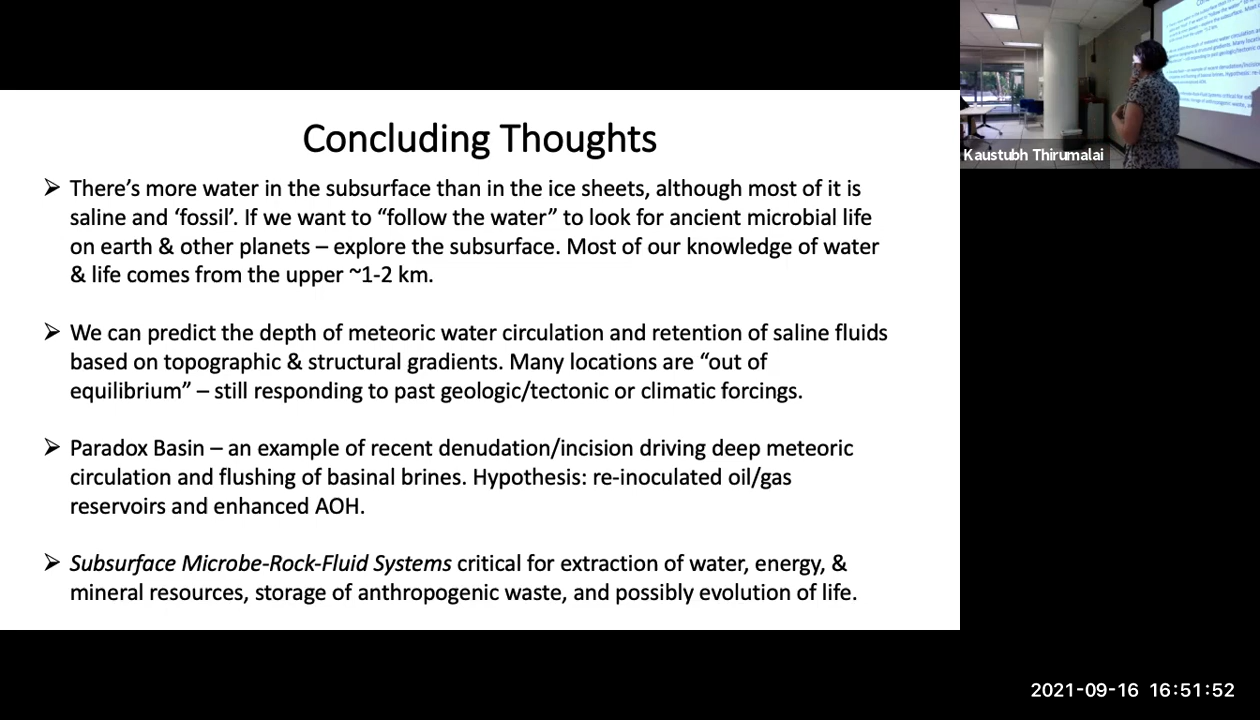 Concluding Thoughts
➢ There’s more water in the subsurface than in the ice sheets, although most of it is
saline and ‘fossil’. If we want to “follow the water” to look for ancient microbial life
on earth & other planets – explore the subsurface. Most of our knowledge of water
& life comes from the upper ~1-2 km.
➢ We can predict the depth of meteoric water circulation and retention of saline fluids
based on topographic & structural gradients. Many locations are “out of
equilibrium” – still responding to past geologic/tectonic or climatic forcings.
➢ Paradox Basin – an example of recent denudation/incision driving deep meteoric
circulation and flushing of basinal brines. Hypothesis: re-inoculated oil/gas
reservoirs and enhanced AOH.
➢ Subsurface Microbe-Rock-Fluid Systems critical for extraction of water, energy, &
mineral resources, storage of anthropogenic waste, and possibly evolution of life.
Kaustubh Thirumalai
2021-09-16 16:51:52